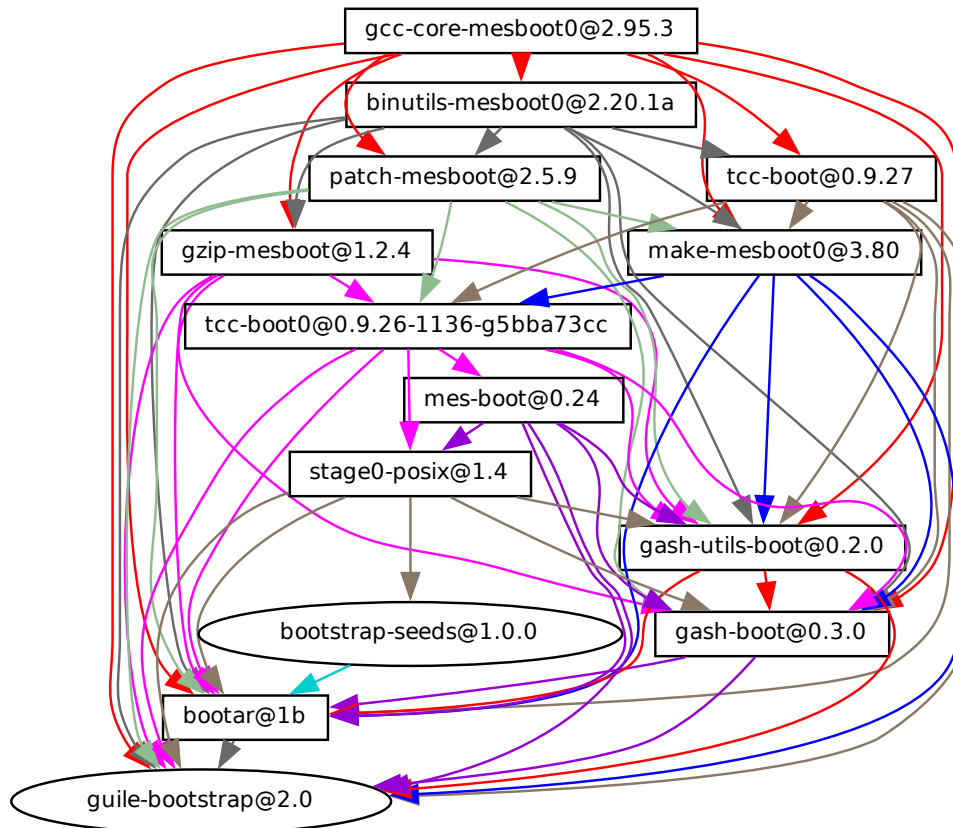 gcc-core-mesboot0@2.95.3
binutils-mesboot0@2.20.1a
patch-mesboot@2.5.9
tcc-boot@0.9.27
gzip-mesboot@1.2.4
make-mesboot0@3.80
tcc-boot0@0.9.26-1136-g5bba73cc
mes-boot@0.24
stage0-posix@1.4
gash-utils-boot@0.2.0
bootstrap-seeds@1.0.0
gash-boot@0.3.0
bootar@1b
guile-bootstrap@2.0